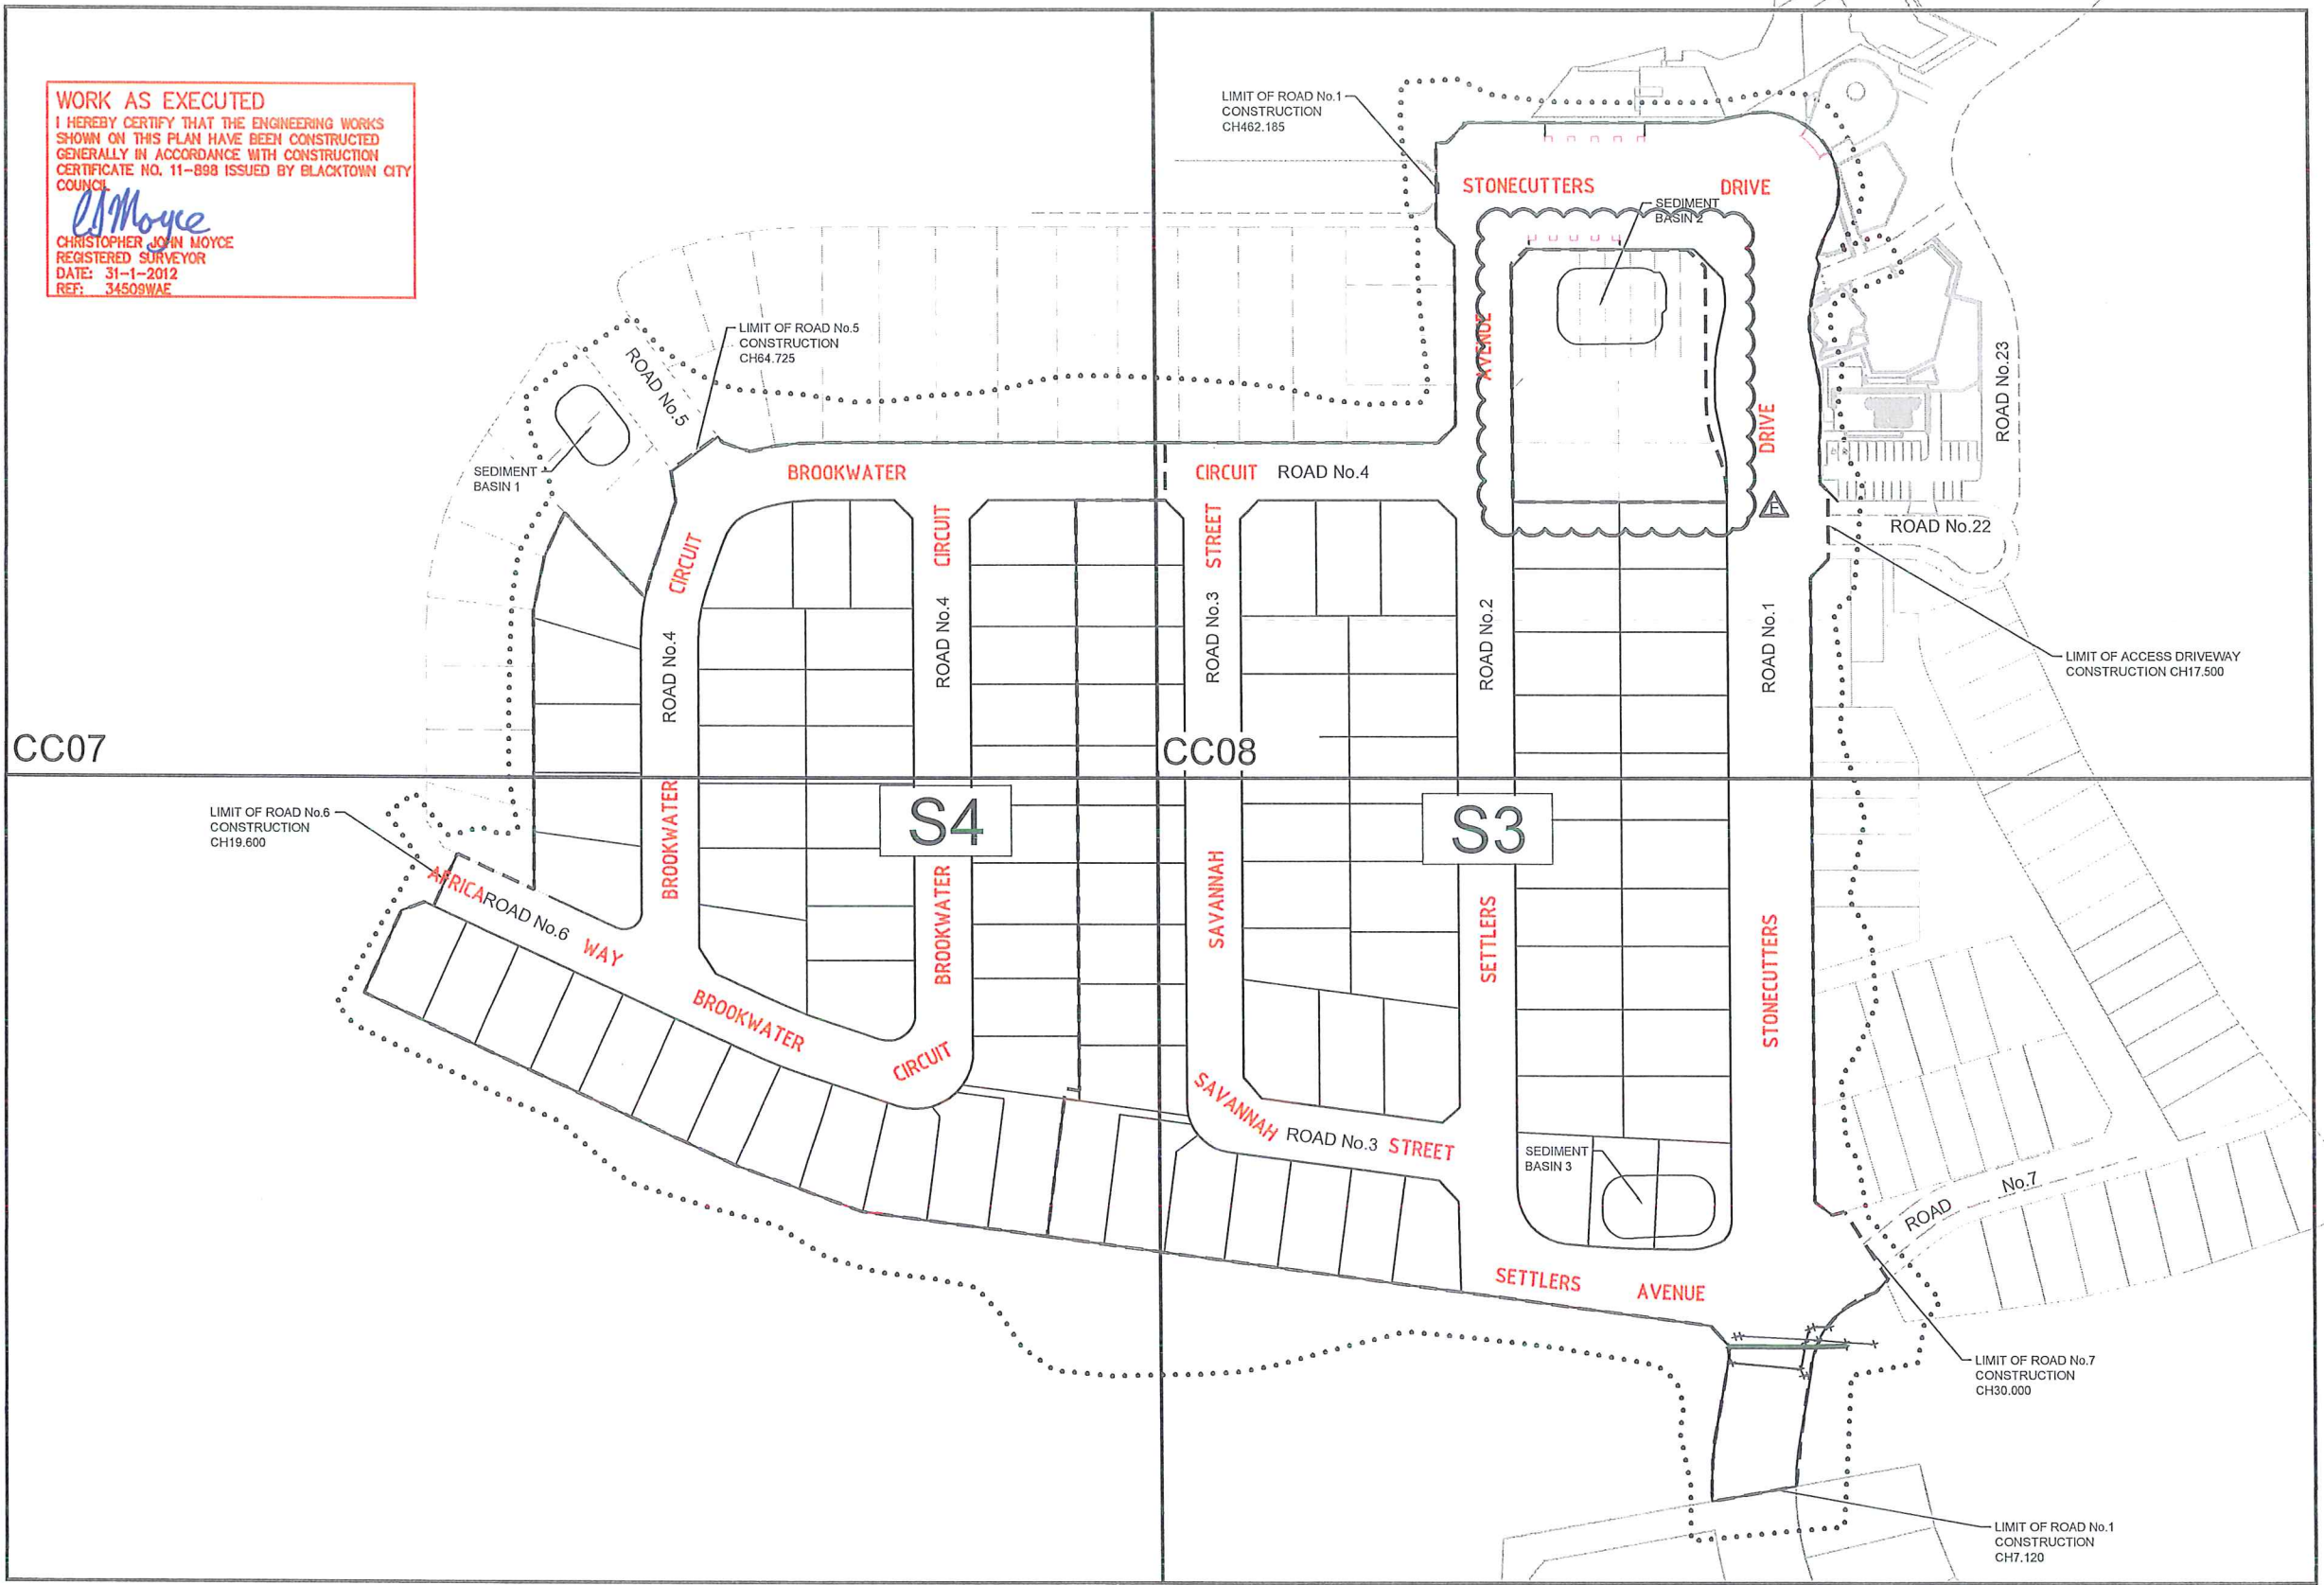 WORK AS EXECUTED
I HEREBY CERTIFY THAT THE ENGINEERING WORKS
SHOWN ON THIS PLAN HAVE BEEN CONSTRUCTED
GENERALLY IN ACCORDANCE WITH CONSTRUCTION
CERTIFICATE NO. 11-898 ISSUED BY BLACKTOWN CITY
COUNCIL
CJMoyce
CHRISTOPHER JOHN MOYCE
REGISTERED SURVEYOR
DATE: 31-1-2012
REF: 34509WAE
LIMIT OF ROAD No.1
CONSTRUCTION
CH462.185
STONECUTTERS DRIVE
SEDIMENT
BASIN 2
AVENUE
DRIVE
E
LIMIT OF ROAD No.5
CONSTRUCTION
CH64.725
ROAD No.5
SEDIMENT
BASIN 1
ROAD No.23
ROAD No.22
BROOKWATER CIRCUIT ROAD No.4
CIRCUIT
CIRCUIT
STREET
ROAD No.4
ROAD No.4
ROAD No.3
ROAD No.2
ROAD No.1
LIMIT OF ACCESS DRIVEWAY
CONSTRUCTION CH17.500
CC07
CC08
S4
S3
LIMIT OF ROAD No.6
CONSTRUCTION
CH19.600
AFRICA ROAD No.6 WAY
BROOKWATER
BROOKWATER
SAVANNAH
SETTLERS
STONECUTTERS
BROOKWATER
CIRCUIT
SAVANNAH ROAD No.3 STREET
SEDIMENT
BASIN 3
ROAD No.7
SETTLERS AVENUE
LIMIT OF ROAD No.7
CONSTRUCTION
CH30.000
LIMIT OF ROAD No.1
CONSTRUCTION
CH7.120